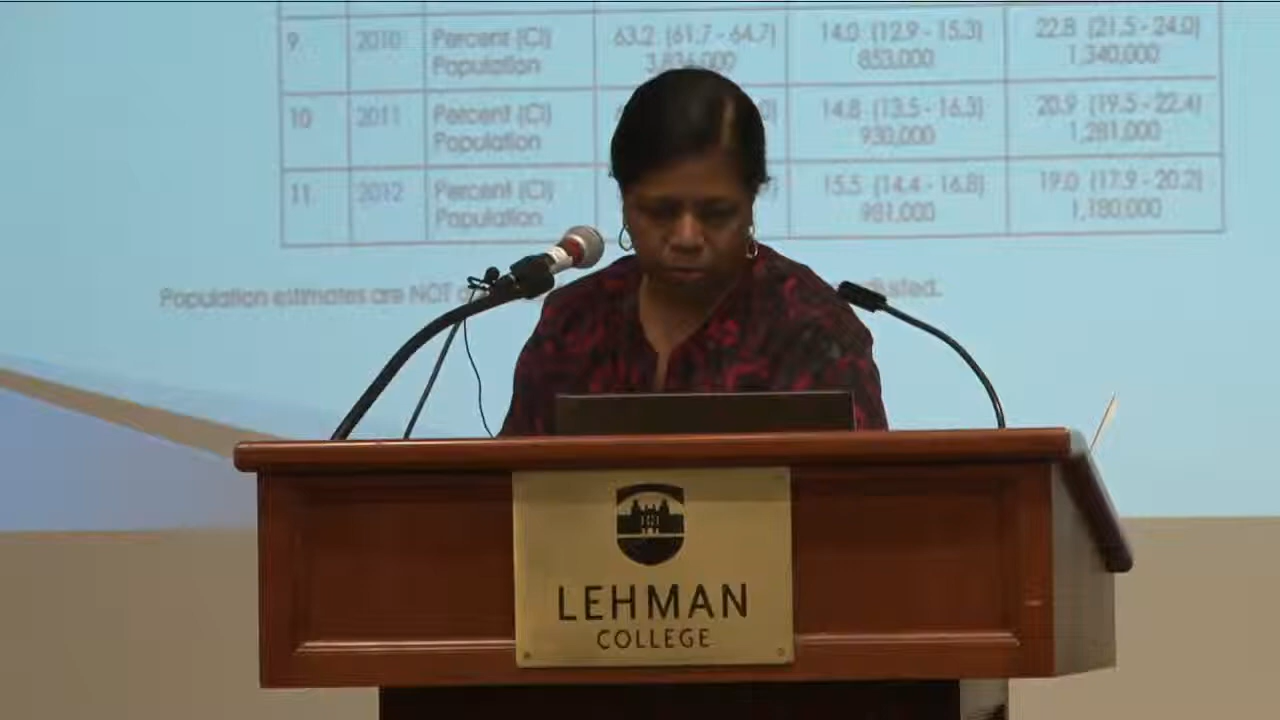 9. 2010 Percent (CI) 63.2 (61.7 - 64.7) 14.0 (12.9 - 15.3) 22.8 (21.5 - 24.0)
Population 3,834,000 853,000 1,340,000
10 2011 Percent (CI) 14.8 (13.5 - 16.3) 20.9 (19.5 - 22.4)
Population 930,000 1,281,000
11. 2012 Percent (CI) 15.5 (14.4 - 16.8) 19.0 (17.9 - 20.2)
Population 981,000 1,180,000
Population estimates are NOT
LEHMAN
COLLEGE